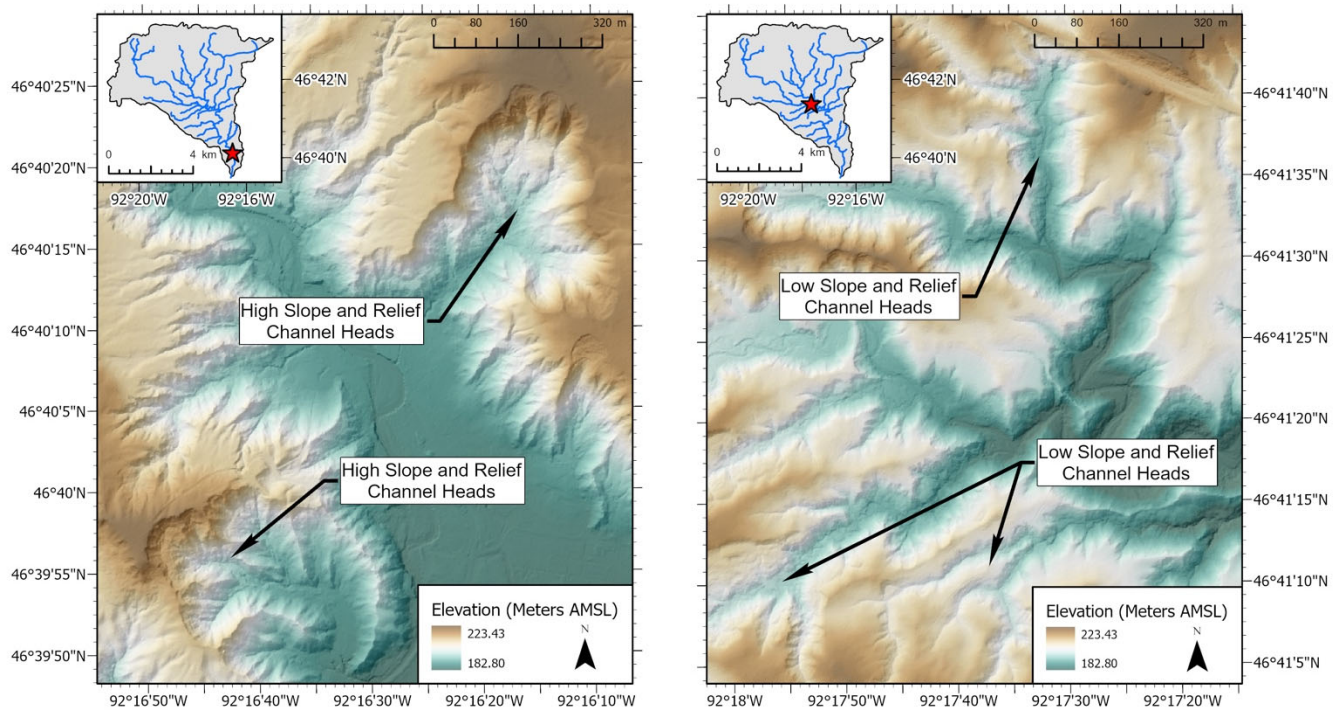 0 80 160 320 m
46°42'N
46°40'N
0 4 km
92°20'W 92°16'W
46°40'25"N
46°40'20"N
46°40'15"N
46°40'10"N
46°40'5"N
46°40'N
46°39'55"N
46°39'50"N
High Slope and Relief
Channel Heads
High Slope and Relief
Channel Heads
Elevation (Meters AMSL)
223.43
182.80
N
92°16'50"W 92°16'40"W 92°16'30"W 92°16'20"W 92°16'10"W
0 80 160 320 m
46°42'N
46°40'N
0 4 km
92°20'W 92°16'W
46°41'40"N
46°41'35"N
46°41'30"N
46°41'25"N
46°41'20"N
46°41'15"N
46°41'10"N
46°41'5"N
Low Slope and Relief
Channel Heads
Low Slope and Relief
Channel Heads
Elevation (Meters AMSL)
223.43
182.80
N
92°18'W 92°17'50"W 92°17'40"W 92°17'30"W 92°17'20"W